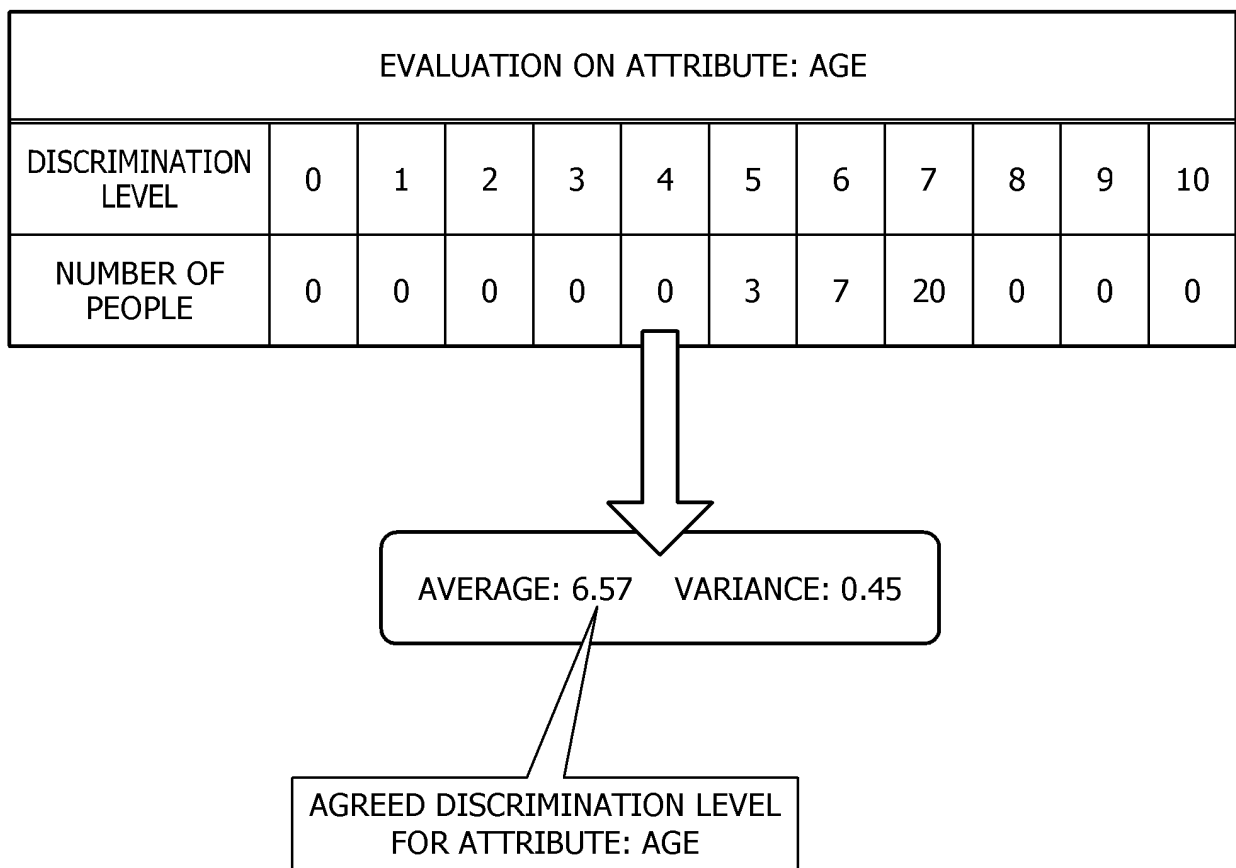 EVALUATION ON ATTRIBUTE: AGE
DISCRIMINATION
LEVEL
0 1 2 3 4 5 6 7 8 9 10
NUMBER OF
PEOPLE
0 0 0 0 0 3 7 20 0 0 0
AVERAGE: 6.57 VARIANCE: 0.45
AGREED DISCRIMINATION LEVEL
FOR ATTRIBUTE: AGE